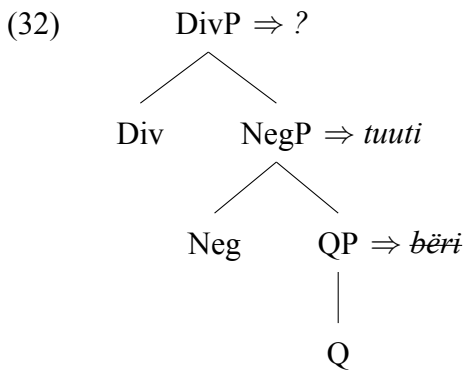 (32) DivP ⇒ ?
Div NegP ⇒ tuuti
Neg QP ⇒ bëri
Q